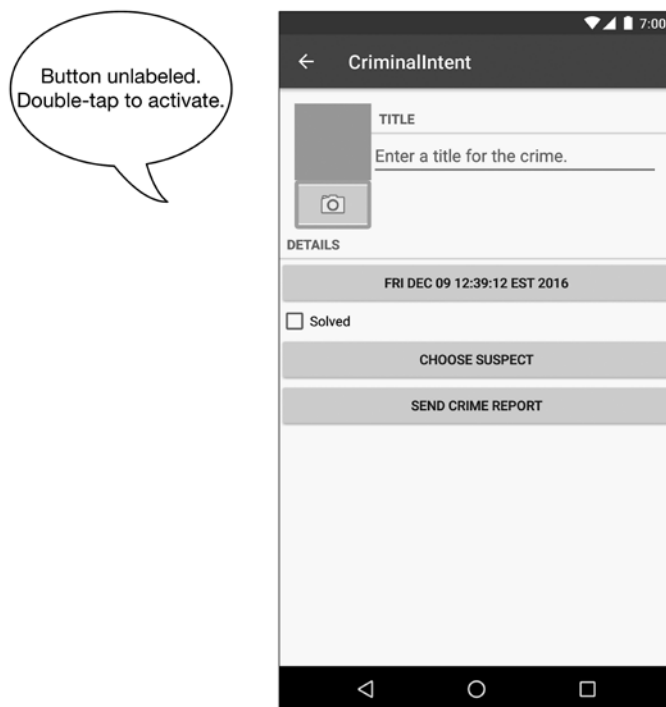 Button unlabeled.
Double-tap to activate.
7:00
CriminalIntent
TITLE
Enter a title for the crime.
DETAILS
FRI DEC 09 12:39:12 EST 2016
Solved
CHOOSE SUSPECT
SEND CRIME REPORT